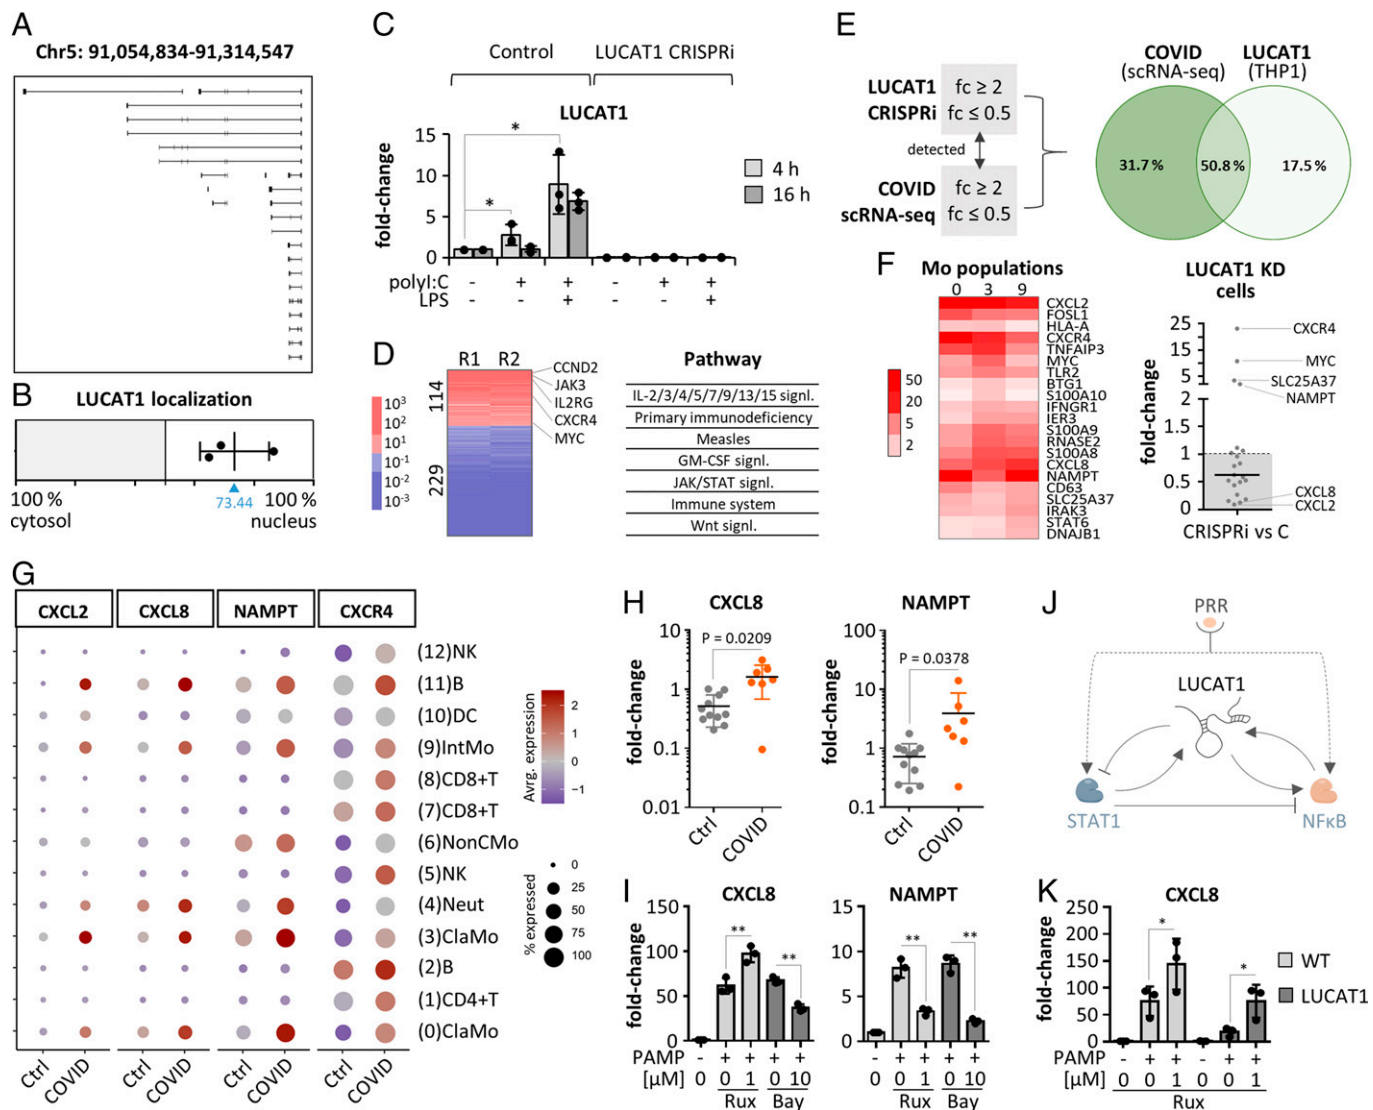 A
Chr5: 91,054,834-91,314,547
B
LUCAT1 localization
100 %
cytosol
73.44
100 %
nucleus
C
Control
LUCAT1 CRISPRi
LUCAT1
fold-change
15
10
5
0
4 h
16 h
polyI:C - + + - + +
LPS - - + - - +
D
R1 R2
114
229
10³
10²
10¹
10⁻¹
10⁻²
10⁻³
CCND2
JAK3
IL2RG
CXCR4
MYC
Pathway
IL-2/3/4/5/7/9/13/15 signl.
Primary immunodeficiency
Measles
GM-CSF signl.
JAK/STAT signl.
Immune system
Wnt signl.
E
LUCAT1
CRISPRi
fc ≥ 2
fc ≤ 0.5
detected
COVID
scRNA-seq
fc ≥ 2
fc ≤ 0.5
COVID
(scRNA-seq)
LUCAT1
(THP1)
31.7 %
50.8 %
17.5 %
F
Mo populations
0 3 9
50
20
5
2
CXCL2
FOSL1
HLA-A
CXCR4
TNFAIP3
MYC
TLR2
BTG1
S100A10
IFNGR1
IER3
S100A9
RNASE2
S100A8
CXCL8
NAMPT
CD63
SLC25A37
IRAK3
STAT6
DNAJB1
LUCAT1 KD
cells
fold-change
25
15
5
2
1
0.5
0
CXCR4
MYC
SLC25A37
NAMPT
CXCL8
CXCL2
CRISPRi vs C
G
CXCL2 CXCL8 NAMPT CXCR4
(12)NK
(11)B
(10)DC
(9)IntMo
(8)CD8+T
(7)CD8+T
(6)NonCMo
(5)NK
(4)Neut
(3)ClaMo
(2)B
(1)CD4+T
(0)ClaMo
Ctrl COVID Ctrl COVID Ctrl COVID Ctrl COVID
Avrg. expression
2
1
0
−1
% expressed
0
25
50
75
100
H
CXCL8
P = 0.0209
fold-change
10
1
0.1
0.01
Ctrl COVID
NAMPT
P = 0.0378
fold-change
100
10
1
0.1
Ctrl COVID
I
CXCL8
fold-change
150
100
50
0
** **
PAMP - + + + +
[µM] 0 0 1 0 10
Rux Bay
NAMPT
15
10
5
0
** **
- + + + +
0 0 1 0 10
Rux Bay
J
PRR
LUCAT1
STAT1
NFκB
K
CXCL8
fold-change
250
200
150
100
50
0
* *
WT
LUCAT1
PAMP - + + - + +
[µM] 0 0 1 0 0 1
Rux